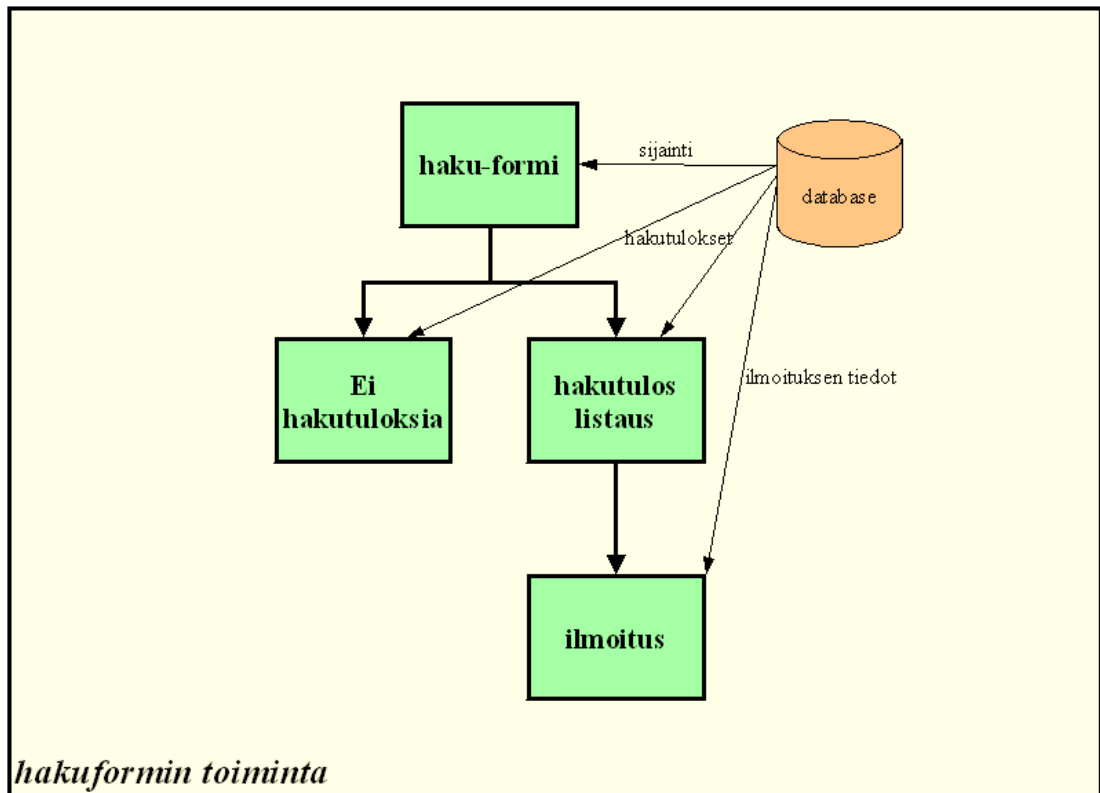 haku-formi
sijainti
database
hakutulokset
Ei
hakutuloksia
hakutulos
listaus
ilmoituksen tiedot
ilmoitus
hakuformin toiminta